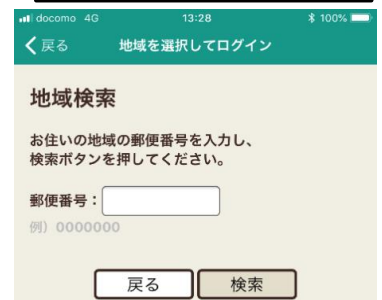 docomo 4G 13:28 100%
戻る 地域を選択してログイン
地域検索
お住いの地域の郵便番号を入力し、
検索ボタンを押してください。
郵便番号：
例）0000000
戻る 検索